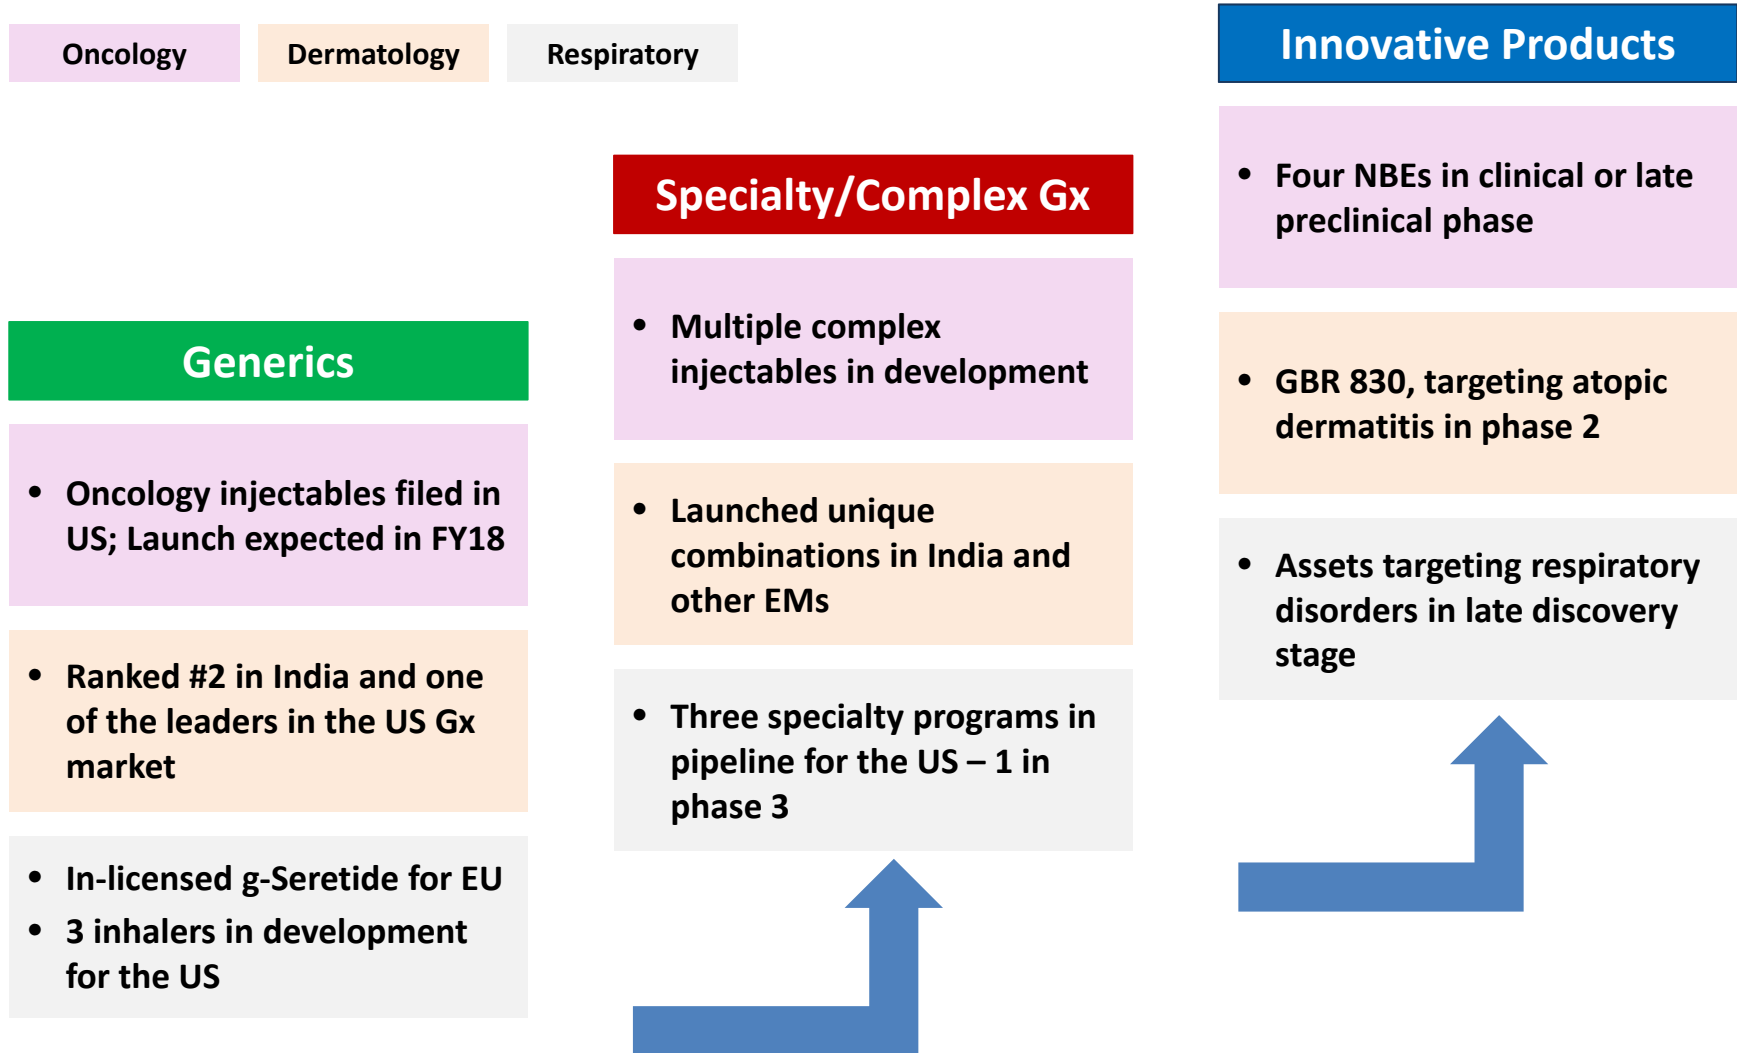 Oncology
Dermatology
Respiratory
Generics
• Oncology injectables filed in
US; Launch expected in FY18
• Ranked #2 in India and one
of the leaders in the US Gx
market
• In-licensed g-Seretide for EU
• 3 inhalers in development
for the US
Specialty/Complex Gx
• Multiple complex
injectables in development
• Launched unique
combinations in India and
other EMs
• Three specialty programs in
pipeline for the US – 1 in
phase 3
Innovative Products
• Four NBEs in clinical or late
preclinical phase
• GBR 830, targeting atopic
dermatitis in phase 2
• Assets targeting respiratory
disorders in late discovery
stage